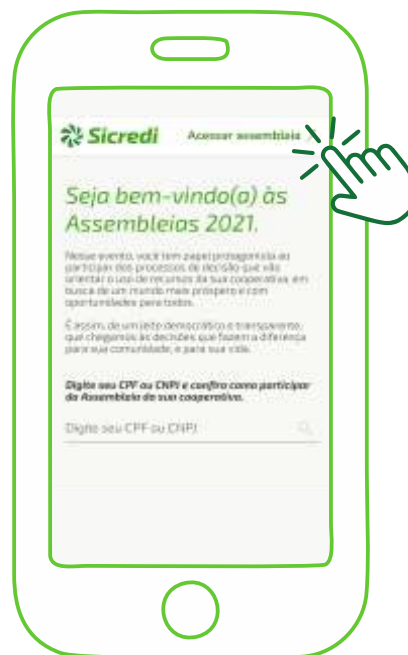 Sicredi
Acessar assembleia
Seja bem-vindo(a) às
Assembleias 2021.
Nesse evento, você tem papel protagonista ao
participar dos processos de decisão que vão
orientar o uso de recursos da sua cooperativa, em
busca de um mundo mais próspero e com
oportunidades para todos.
É assim, de um jeito democrático e transparente,
que chegamos às decisões que fazem a diferença
para sua comunidade, e para sua vida.
Digite seu CPF ou CNPJ e confira como participar
da Assembleia da sua cooperativa.
Digite seu CPF ou CNPJ